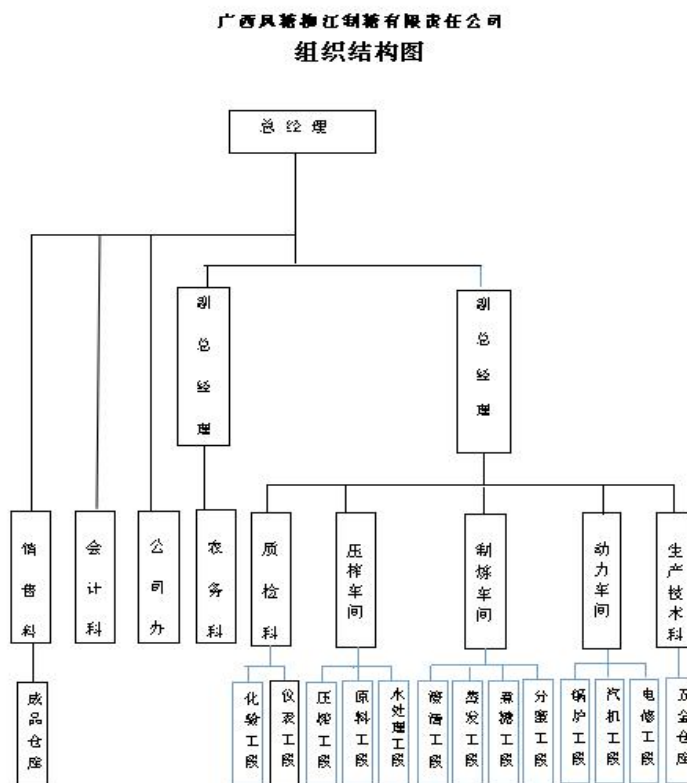 广西凤糖柳江制糖有限责任公司
组织结构图
总经理
副总经理
副总经理
销售科
会计科
公司办
农务科
质检科
压榨车间
制炼车间
动力车间
生产技术科
成品仓库
化验工段
仪表工段
压榨工段
原料工段
水处理工段
澄清工段
蒸发工段
煮糖工段
分蜜工段
锅炉工段
汽机工段
电修工段
五金仓库